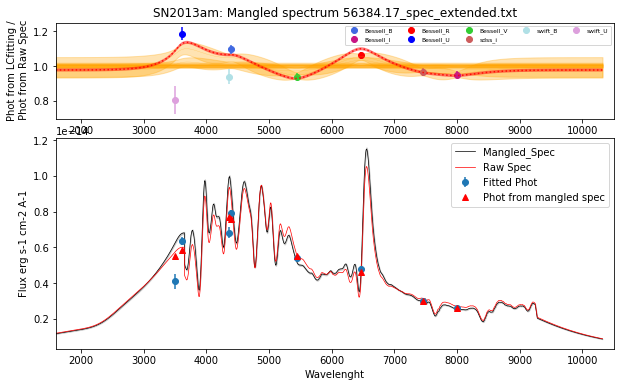 SN2013am: Mangled spectrum 56384.17_spec_extended.txt
Phot from LCfitting /
Phot from Raw Spec
1.2
1.0
0.8
Bessell_B
Bessell_I
Bessell_R
Bessell_U
Bessell_V
sdss_i
swift_B
swift_U
2000 3000 4000 5000 6000 7000 8000 9000 10000
1e−14
Flux erg s-1 cm-2 A-1
1.2
1.0
0.8
0.6
0.4
0.2
Mangled_Spec
Raw Spec
Fitted Phot
Phot from mangled spec
2000 3000 4000 5000 6000 7000 8000 9000 10000
Wavelenght